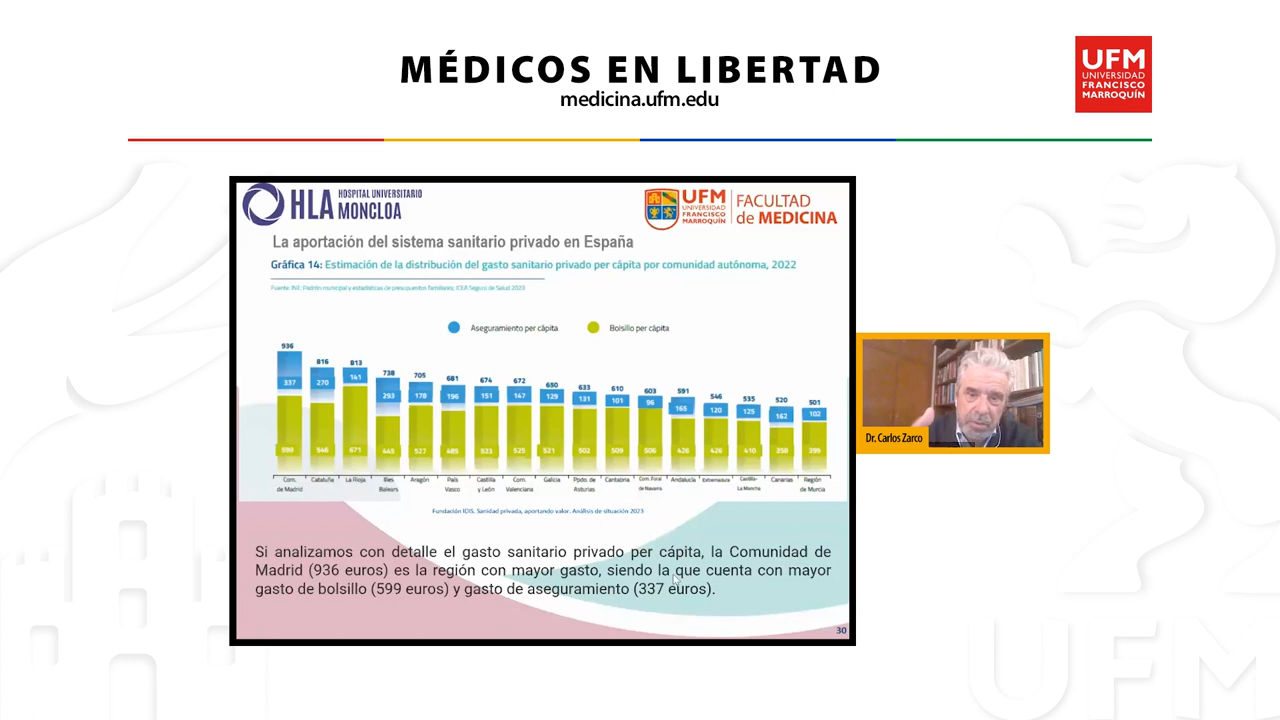 MÉDICOS EN LIBERTAD
medicina.ufm.edu
UFM
UNIVERSIDAD
FRANCISCO
MARROQUÍN
HLA HOSPITAL UNIVERSITARIO
MONCLOA
UFM
UNIVERSIDAD
FRANCISCO
MARROQUÍN
FACULTAD
de MEDICINA
La aportación del sistema sanitario privado en España
Gráfica 14: Estimación de la distribución del gasto sanitario privado per cápita por comunidad autónoma, 2022
Fuente: INE: Padrón municipal y estadísticas de presupuestos familiares; ICEA Seguro de Salud 2023
Aseguramiento per cápita Bolsillo per cápita
936 816 813 738 705 681 674 672 650 633 610 603 591 546 535 520 501
337 270 141 293 178 196 151 147 129 131 101 96 165 120 125 162 102
546 671 445 527 485 523 525 521 502 509 506 426 426 410 358 399
Com. de Madrid
Cataluña
La Rioja
Illes Balears
Aragón
País Vasco
Castilla y León
Com. Valenciana
Galicia
Ppdo. de Asturias
Cantabria
Com. Foral de Navarra
Andalucía
Extremadura
Castilla-La Mancha
Canarias
Región de Murcia
Fundación IDIS. Sanidad privada, aportando valor. Análisis de situación 2023
Si analizamos con detalle el gasto sanitario privado per cápita, la Comunidad de
Madrid (936 euros) es la región con mayor gasto, siendo la que cuenta con mayor
gasto de bolsillo (599 euros) y gasto de aseguramiento (337 euros).
30
Dr. Carlos Zarco
UFM